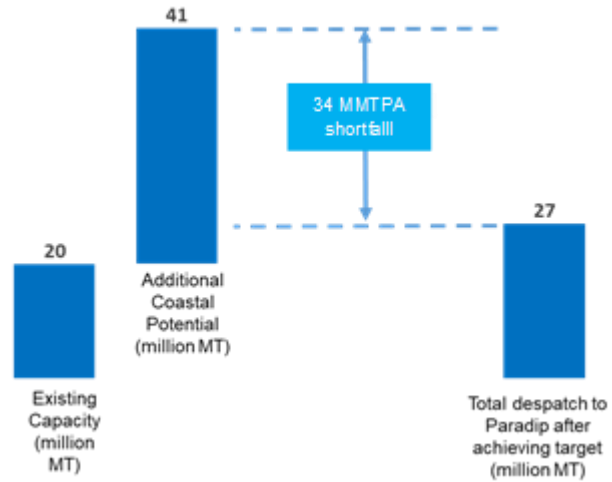 41
34 MMTPA
shortfalll
20
27
Additional
Coastal
Potential
(million MT)
Existing
Capacity
(million
MT)
Total despatch to
Paradip after
achieving target
(million MT)